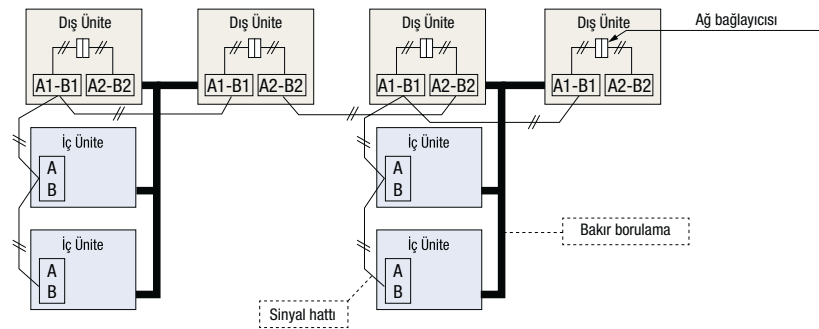 Dış Ünite
Dış Ünite
Dış Ünite
Dış Ünite
Ağ bağlayıcısı
A1-B1 A2-B2
A1-B1 A2-B2
A1-B1 A2-B2
A1-B1 A2-B2
İç Ünite
A
B
İç Ünite
A
B
İç Ünite
A
B
İç Ünite
A
B
Bakır borulama
Sinyal hattı